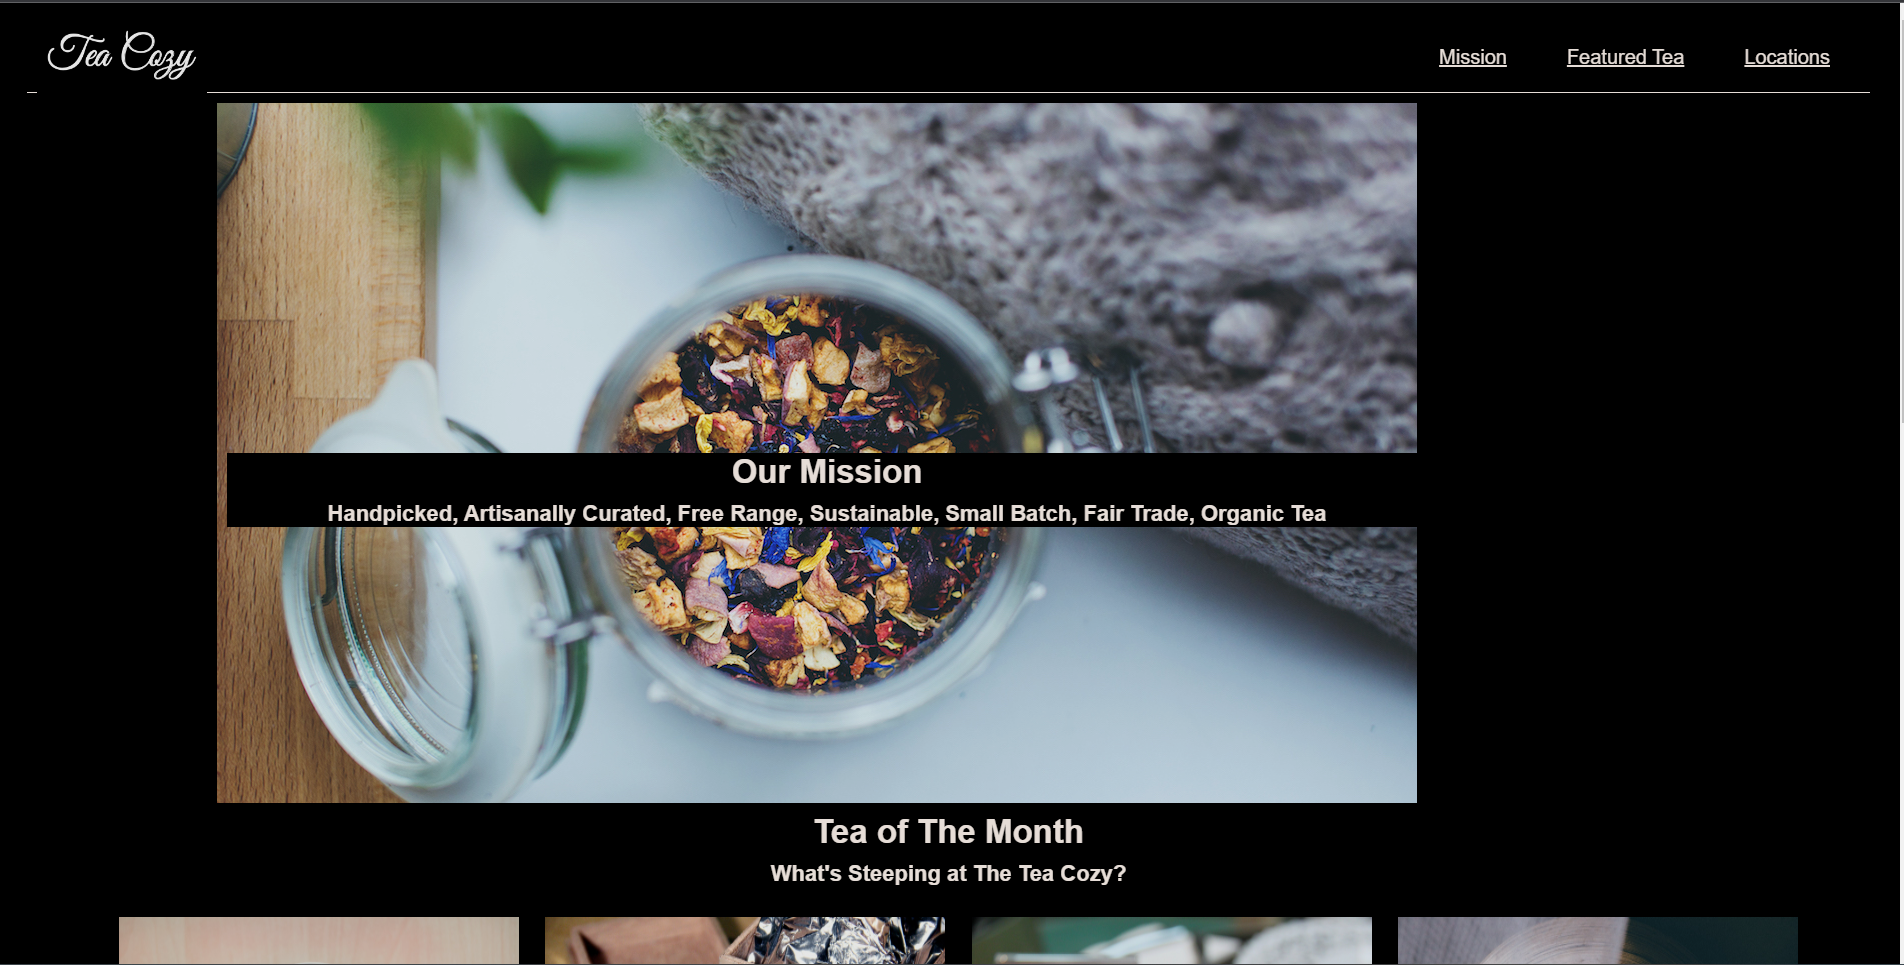 Tea Cozy
Mission
Featured Tea
Locations
Our Mission
Handpicked, Artisanally Curated, Free Range, Sustainable, Small Batch, Fair Trade, Organic Tea
Tea of The Month
What's Steeping at The Tea Cozy?